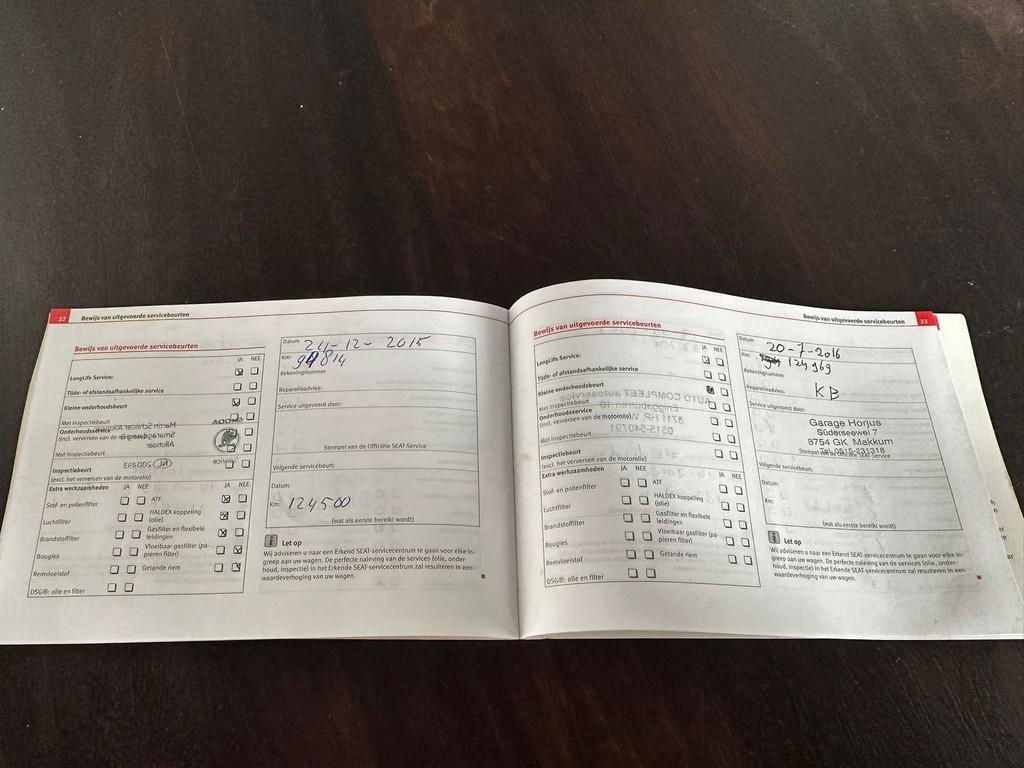 22 Bewijs van uitgevoerde servicebeurten
Bewijs van uitgevoerde servicebeurten
JA NEE
LongLife Service:
Tijds- of afstandsafhankelijke service
Kleine onderhoudsbeurt
Met inspectiebeurt
Onderhoudsservice
(incl. verversen van de motorolie)
Met inspectiebeurt
Inspectiebeurt
(excl. het verversen van de motorolie)
Extra werkzaamheden JA NEE
Stof- en pollenfilter
Luchtfilter
Brandstoffilter
Bougies
Remvloeistof
DSG®: olie en filter
ATF
HALDEX koppeling
(olie)
Gasfilter en flexibele
leidingen
Vloeibaar gasfilter (pa-
pieren filter)
Getande riem
Datum: 24-12-2015
Km:
Rekeningnummer
Reparatieadvies:
Service uitgevoerd door:
Stempel van de Officiële SEAT-Service
Volgende servicebeurt:
Datum:
Km: 124500
(wat als eerste bereikt wordt)
Let op
Wij adviseren u naar een Erkend SEAT-servicecentrum te gaan voor elke in-
greep aan uw wagen. De perfecte naleving van de services (olie, onder-
houd, inspectie) in het Erkende SEAT-servicecentrum zal resulteren in een
waardeverhoging van uw wagen.
Bewijs van uitgevoerde servicebeurten 23
Bewijs van uitgevoerde servicebeurten
JA NEE
LongLife Service:
Tijds- of afstandsafhankelijke service
Kleine onderhoudsbeurt
Met inspectiebeurt
Onderhoudsservice
(incl. verversen van de motorolie)
Met inspectiebeurt
Inspectiebeurt
(excl. het verversen van de motorolie)
Extra werkzaamheden JA NEE
Stof- en pollenfilter
Luchtfilter
Brandstoffilter
Bougies
Remvloeistof
DSG®: olie en filter
JA NEE
ATF
HALDEX koppeling
(olie)
Gasfilter en flexibele
leidingen
Vloeibaar gasfilter (pa-
pieren filter)
Getande riem
Datum: 20-7-2016
Km: 124969
Rekeningnummer
Reparatieadvies: KB
Service uitgevoerd door:
Garage Horjus
Súderseewel 7
8754 GK Makkum
Tel. 0515-231318
Stempel van de Officiële SEAT-Service
Volgende servicebeurt:
Datum:
Km:
(wat als eerste bereikt wordt)
Let op
Wij adviseren u naar een Erkend SEAT-servicecentrum te gaan voor elke in-
greep aan uw wagen. De perfecte naleving van de services (olie, onder-
houd, inspectie) in het Erkende SEAT-servicecentrum zal resulteren in een
waardeverhoging van uw wagen.